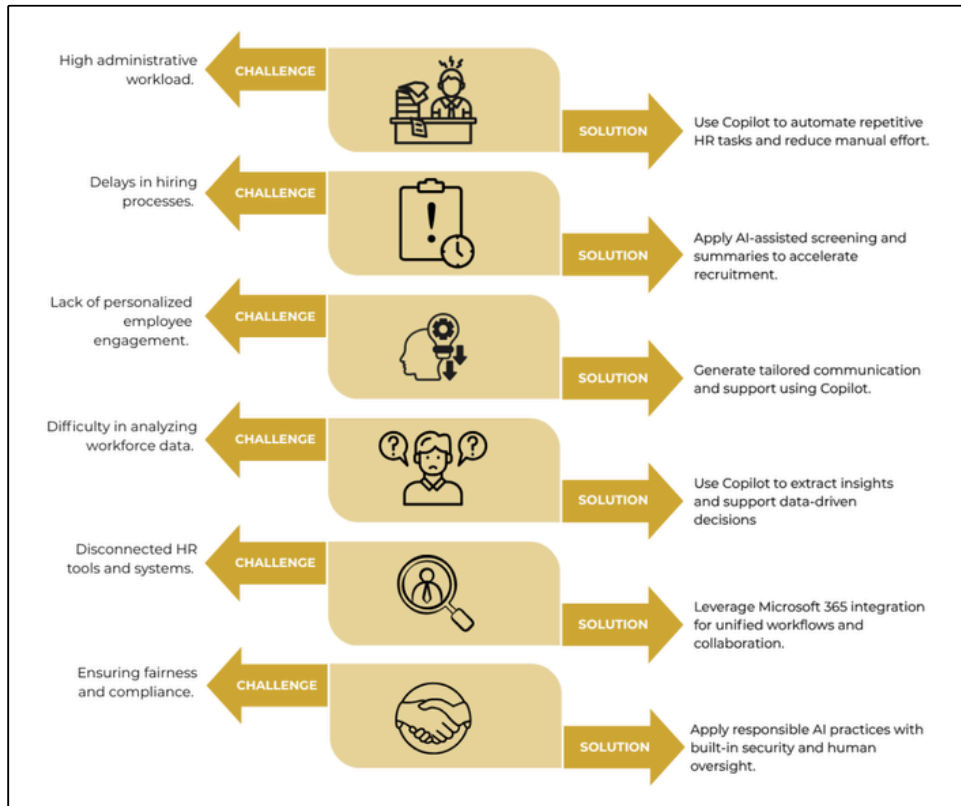 High administrative
workload.
CHALLENGE
SOLUTION
Use Copilot to automate repetitive
HR tasks and reduce manual effort.
Delays in hiring
processes.
CHALLENGE
SOLUTION
Apply AI-assisted screening and
summaries to accelerate
recruitment.
Lack of personalized
employee
engagement.
CHALLENGE
SOLUTION
Generate tailored communication
and support using Copilot.
Difficulty in analyzing
workforce data.
CHALLENGE
SOLUTION
Use Copilot to extract insights
and support data-driven
decisions
Disconnected HR
tools and systems.
CHALLENGE
SOLUTION
Leverage Microsoft 365 integration
for unified workflows and
collaboration.
Ensuring fairness
and compliance.
CHALLENGE
SOLUTION
Apply responsible AI practices with
built-in security and human
oversight.